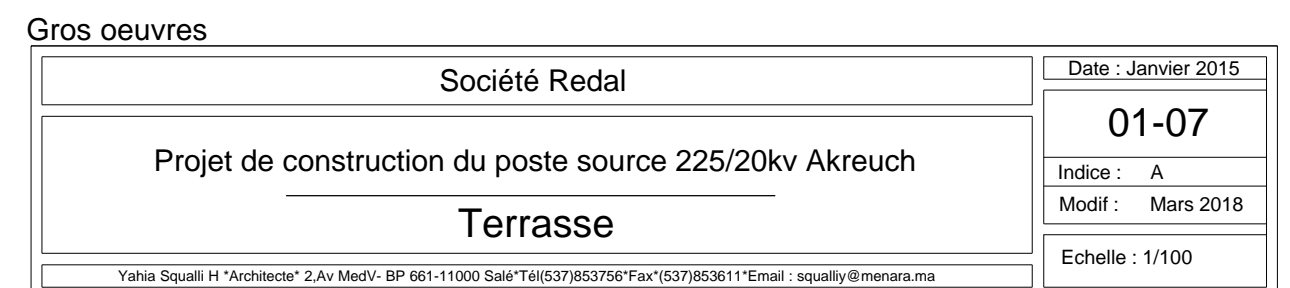 Gros oeuvres
Société Redal
Projet de construction du poste source 225/20kv Akreuch
Terrasse
Yahia Squalli H *Architecte* 2,Av MedV- BP 661-11000 Salé*Tél(537)853756*Fax*(537)853611*Email : squalliy@menara.ma
Date : Janvier 2015
01-07
Indice : A
Modif : Mars 2018
Echelle : 1/100